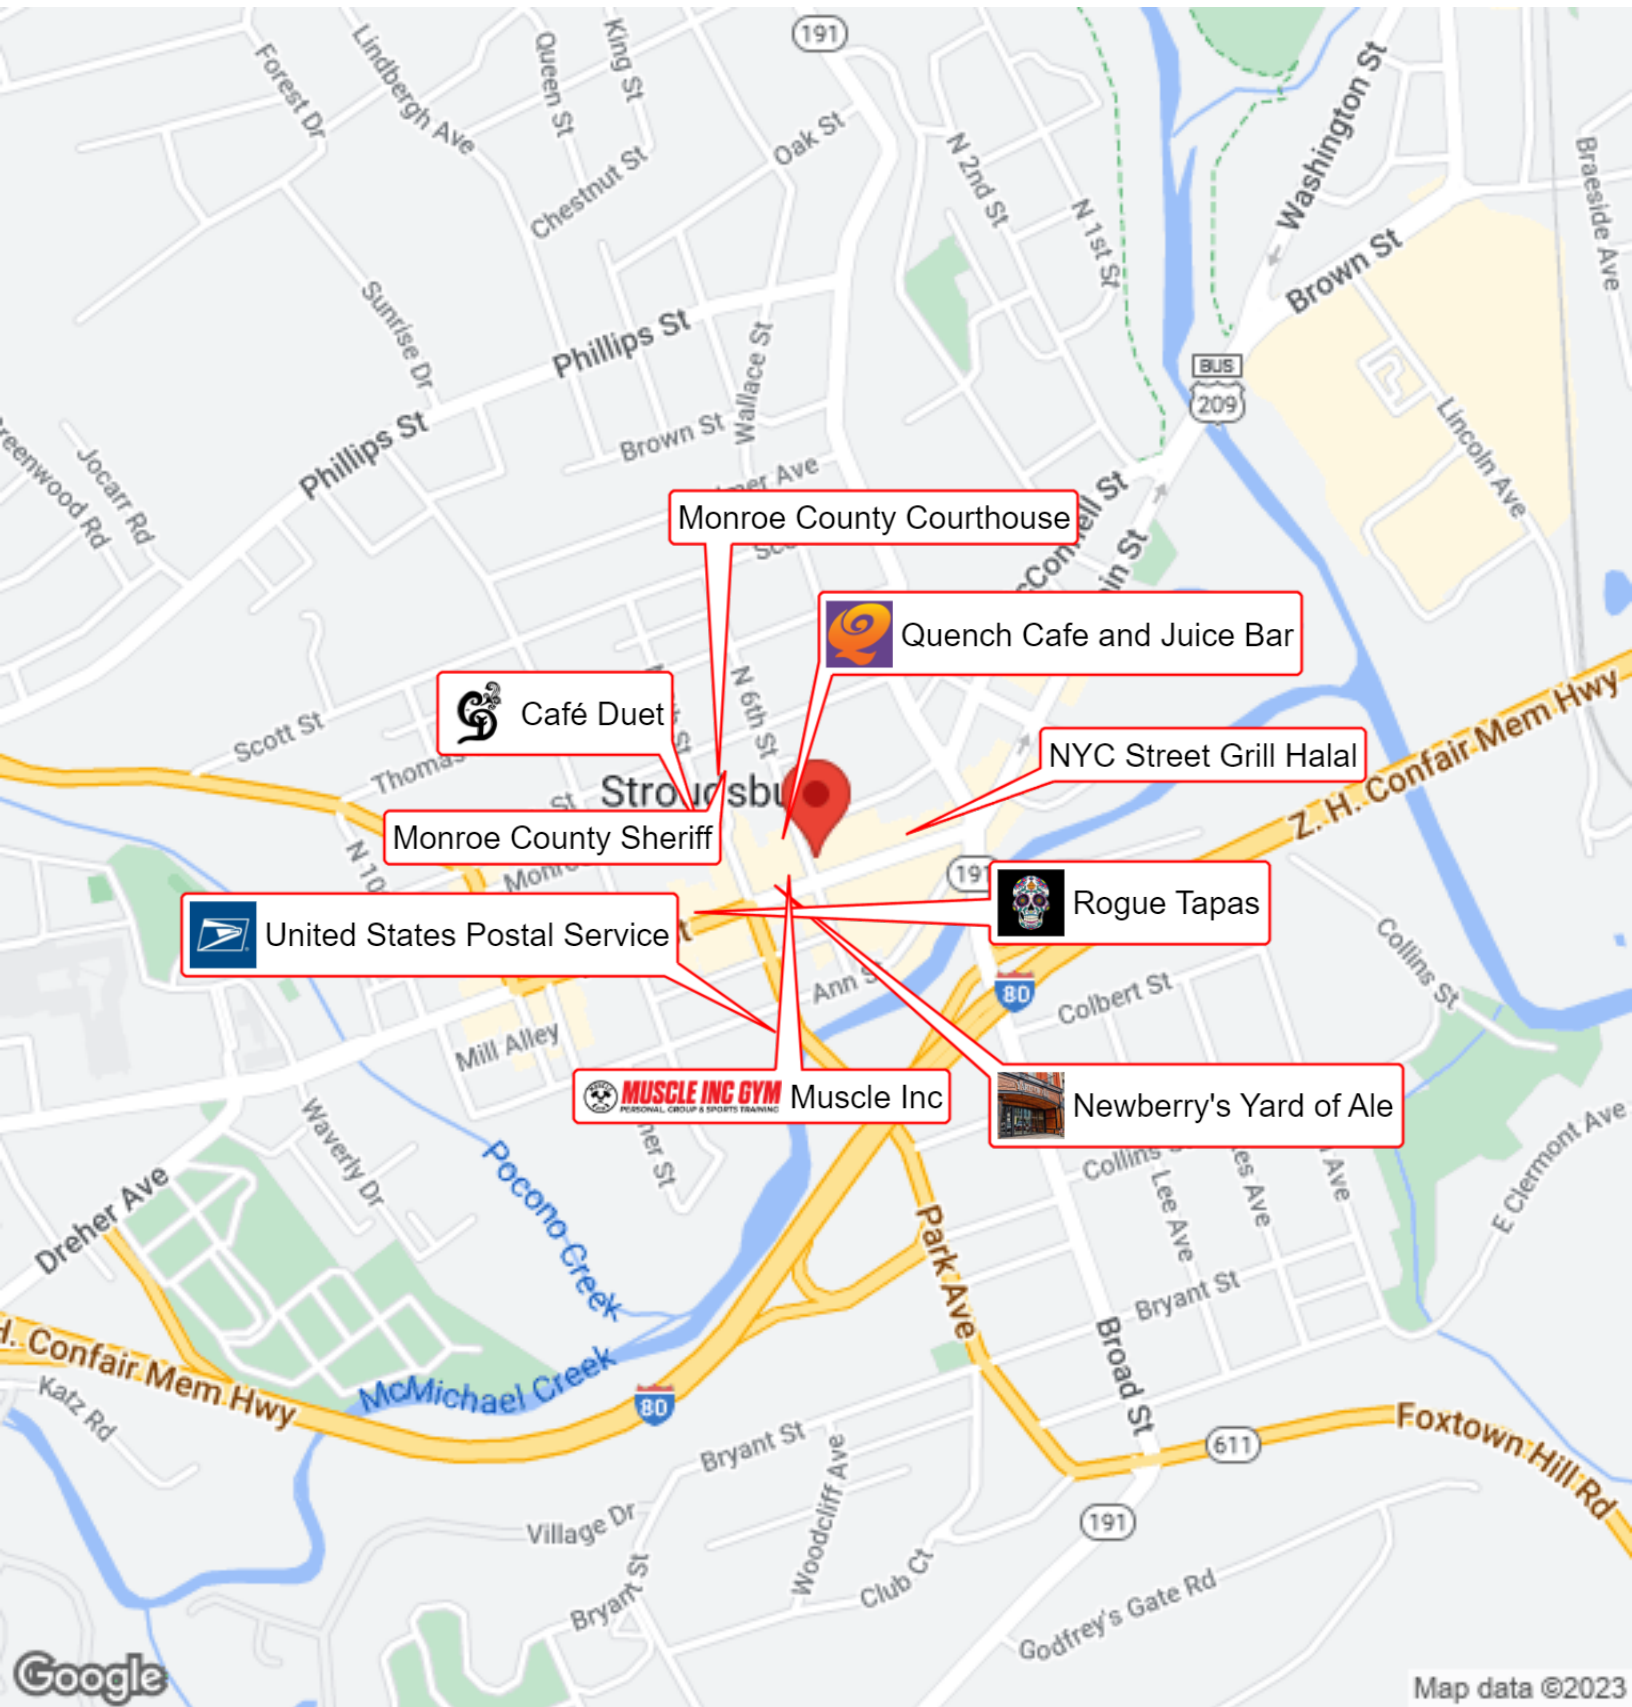 191
King St
Queen St
Lindbergh Ave
Forest Dr
Washington St
Oak St
N 2nd St
Braeside Ave
Chestnut St
N 1st St
Brown St
Sunrise Dr
Phillips St
Wallace St
BUS
209
Phillips St
Brown St
Lincoln Ave
Jocarr Rd
Monroe County Courthouse
Quench Cafe and Juice Bar
Café Duet
N 6th St
Scott St
NYC Street Grill Halal
Z. H. Confair Mem Hwy
Monroe County Sheriff
N 10
191
Rogue Tapas
United States Postal Service
Collins St
Ann St
80
Colbert St
Mill Alley
MUSCLE INC GYM
PERSONAL, GROUP & SPORTS TRAINING
Muscle Inc
Newberry's Yard of Ale
Waverly Dr
Collins
Lee Ave
Ave
E Clermont Ave
Pocono Creek
Dreher Ave
Park Ave
Bryant St
Broad St
H. Confair Mem Hwy
McMichael Creek
Katz Rd
80
Bryant St
611
Foxtown Hill Rd
Village Dr
Woodcliff Ave
191
Bryant St
Club Ct
Godfrey's Gate Rd
Google
Map data ©2023